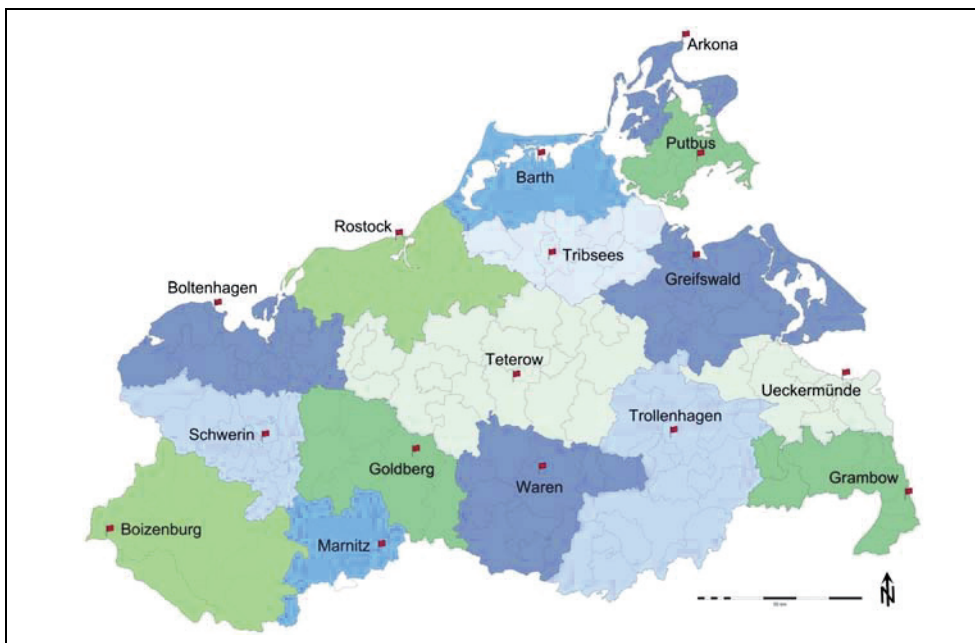 Arkona
Putbus
Barth
Rostock
Tribsees
Greifswald
Boltenhagen
Teterow
Ueckermünde
Trollenhagen
Schwerin
Goldberg
Waren
Grambow
Boizenburg
Marnitz
N